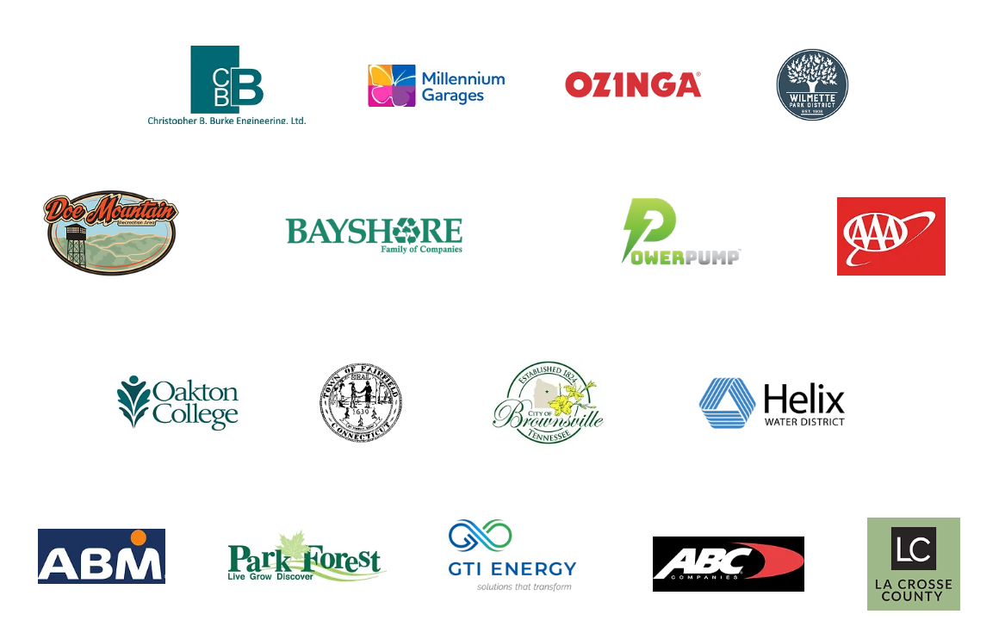 CB
B
Christopher B. Burke Engineering, Ltd.
Millennium
Garages
OZINGA®
WILMETTE
PARK DISTRICT
EST. 1908
Doe Mountain
Recreation Area
BAYSHORE
Family of Companies
P
POWERPUMP™
AAA
Oakton
College
TOWN OF FAIRFIELD
SEAL
1639
CONNECTICUT
ESTABLISHED 1824
CITY OF
Brownsville
TENNESSEE
Helix
WATER DISTRICT
ABM
Park Forest
Live Grow Discover
GTI ENERGY
solutions that transform
ABC
COMPANIES
LC
LA CROSSE
COUNTY